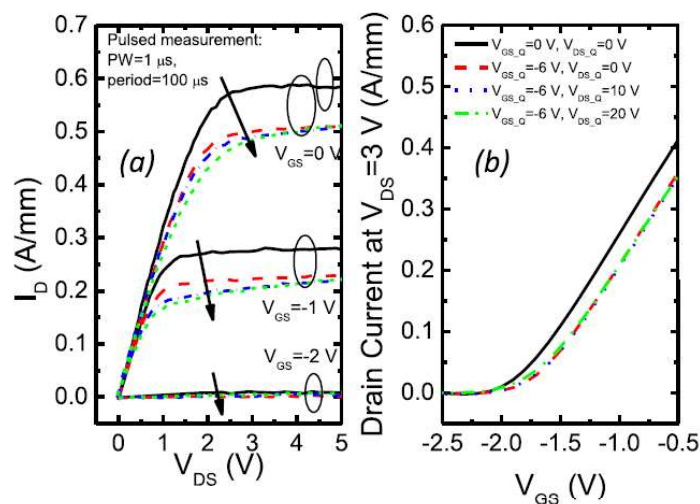 Pulsed measurement:
PW=1 μs,
period=100 μs
(a)
V_GS=0 V
V_GS=-1 V
V_GS=-2 V
I_D (A/mm)
0.7
0.6
0.5
0.4
0.3
0.2
0.1
0.0
0 1 2 3 4 5
V_DS (V)
V_GS_Q=0 V, V_DS_Q=0 V
V_GS_Q=-6 V, V_DS_Q=0 V
V_GS_Q=-6 V, V_DS_Q=10 V
V_GS_Q=-6 V, V_DS_Q=20 V
(b)
Drain Current at V_DS=3 V (A/mm)
0.6
0.5
0.4
0.3
0.2
0.1
0.0
-2.5 -2.0 -1.5 -1.0 -0.5
V_GS (V)